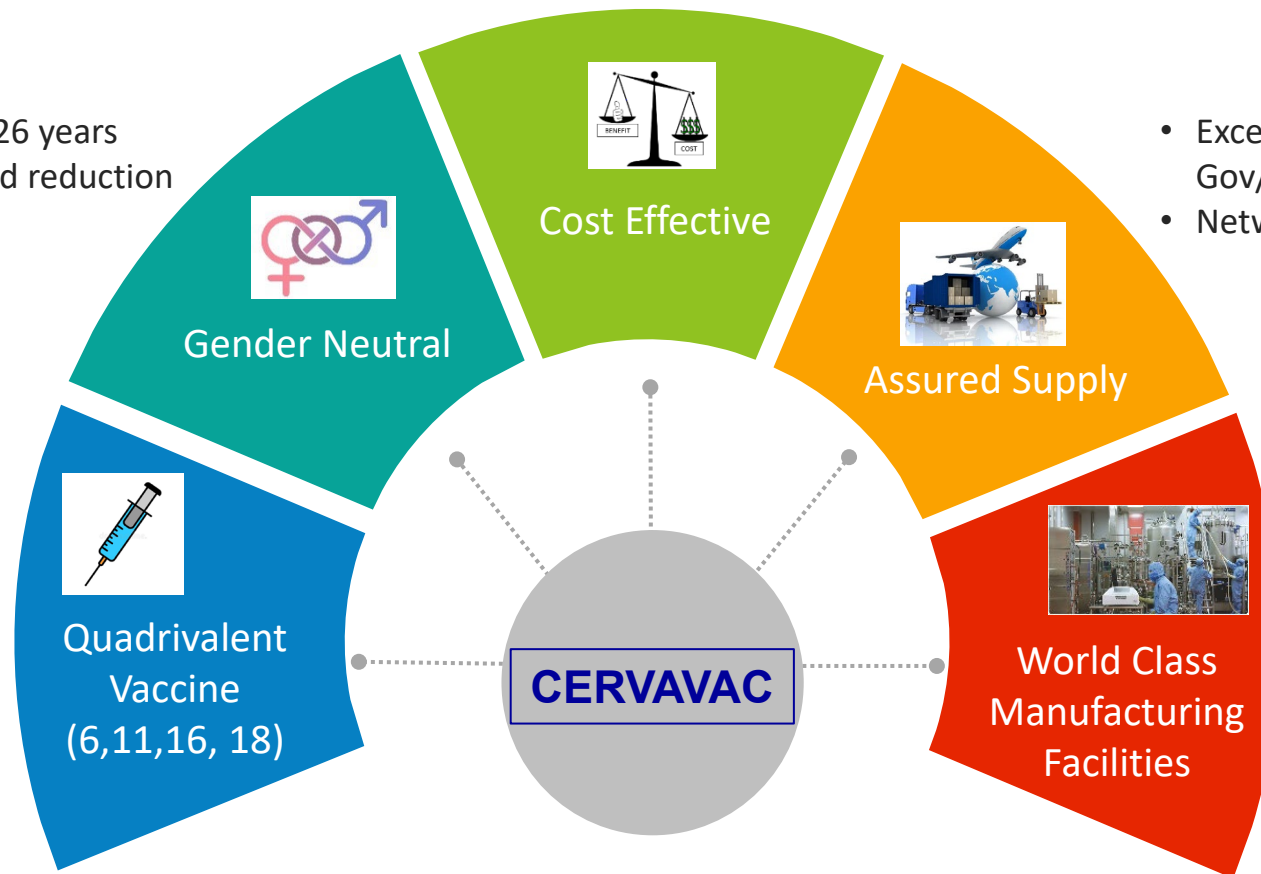 26 years
d reduction
• Exce
Gov/
• Netw
BENEFIT
$$$
COST
Cost Effective
Gender Neutral
Assured Supply
Quadrivalent
Vaccine
(6,11,16, 18)
CERVAVAC
World Class
Manufacturing
Facilities